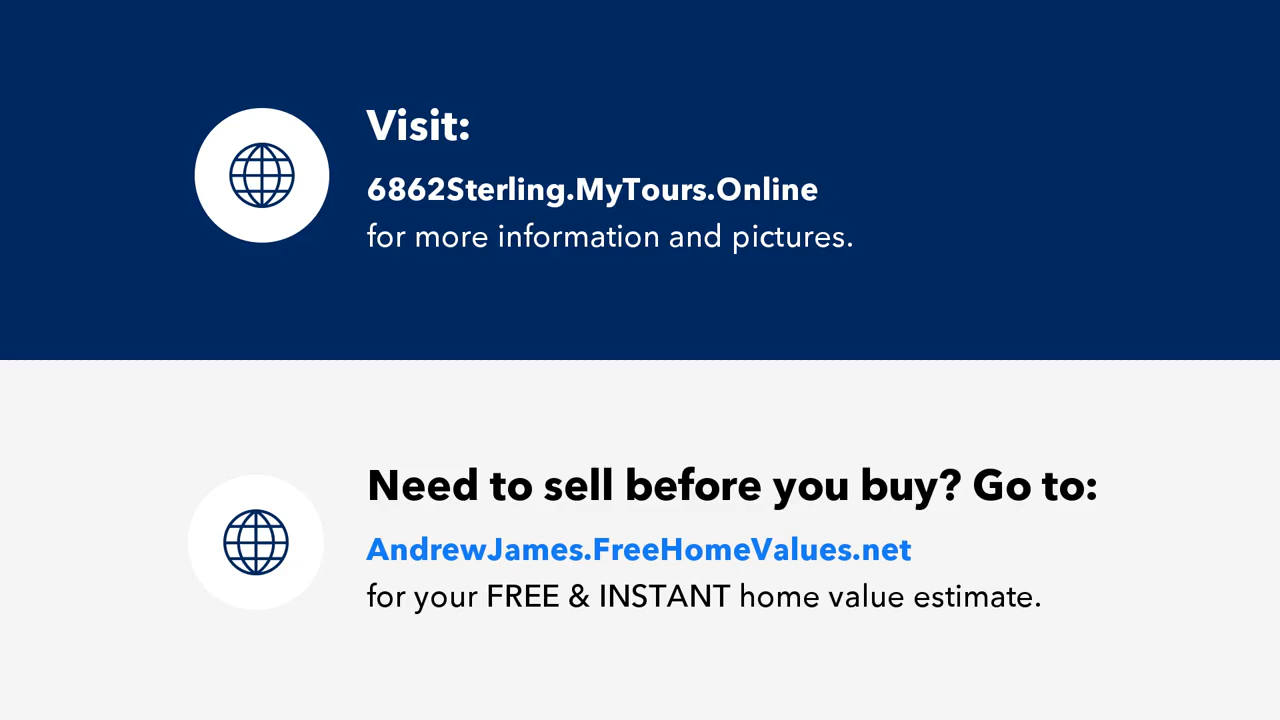 Visit:
6862Sterling.MyTours.Online
for more information and pictures.
Need to sell before you buy? Go to:
AndrewJames.FreeHomeValues.net
for your FREE & INSTANT home value estimate.